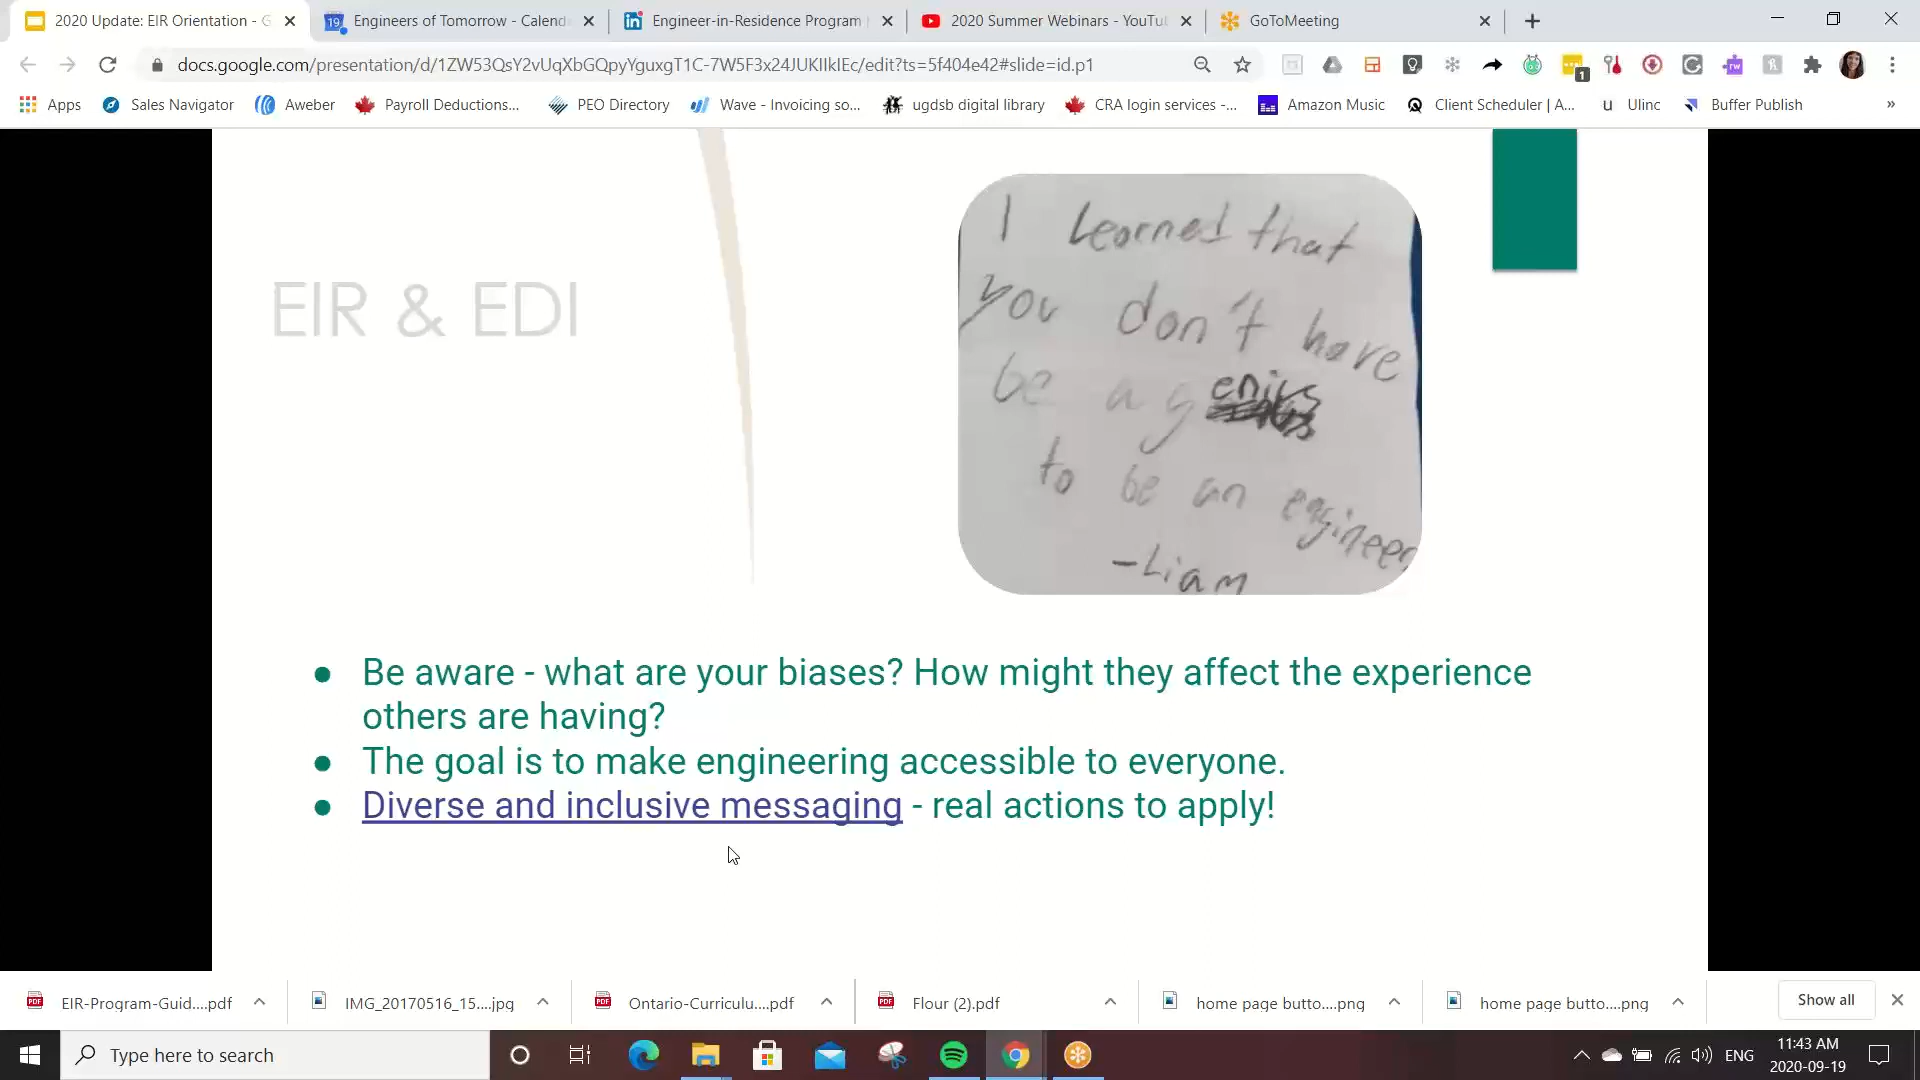 2020 Update: EIR Orientation - G
Engineers of Tomorrow - Calend
Engineer-in-Residence Program
2020 Summer Webinars - YouTu
GoToMeeting
docs.google.com/presentation/d/1ZW53QsY2vUqXbGQpyYguxgT1C-7W5F3x24JUKIIkIEc/edit?ts=5f404e42#slide=id.p1
Apps
Sales Navigator
Aweber
Payroll Deductions...
PEO Directory
Wave - Invoicing so...
ugdsb digital library
CRA login services -...
Amazon Music
Client Scheduler | A...
Ulinc
Buffer Publish
»
EIR & EDI
I Learned that
you don't have
be a genius
to be an engineer
-Liam
● Be aware - what are your biases? How might they affect the experience
others are having?
● The goal is to make engineering accessible to everyone.
● Diverse and inclusive messaging - real actions to apply!
EIR-Program-Guid....pdf
IMG_20170516_15....jpg
Ontario-Curriculu....pdf
Flour (2).pdf
home page butto....png
home page butto....png
Show all
Type here to search
ENG
11:43 AM
2020-09-19